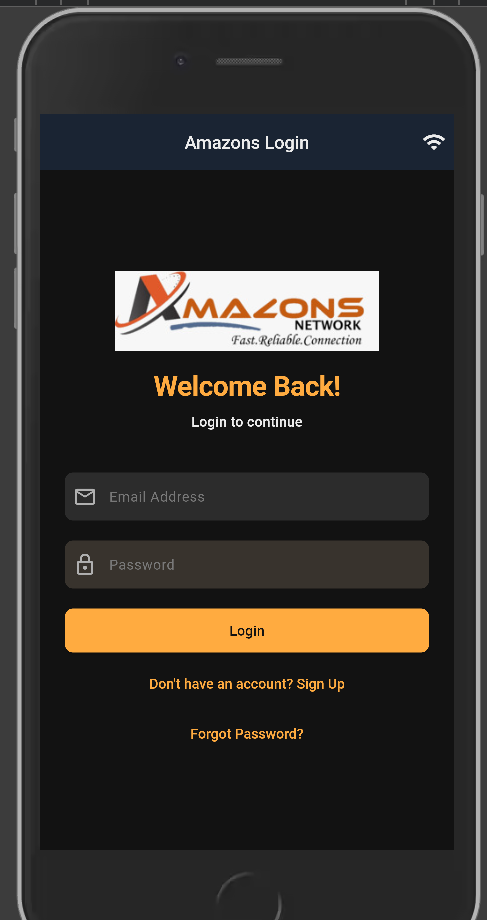 Amazons Login
AMAZONS
NETWORK
Fast.Reliable.Connection
Welcome Back!
Login to continue
Email Address
Password
Login
Don't have an account? Sign Up
Forgot Password?